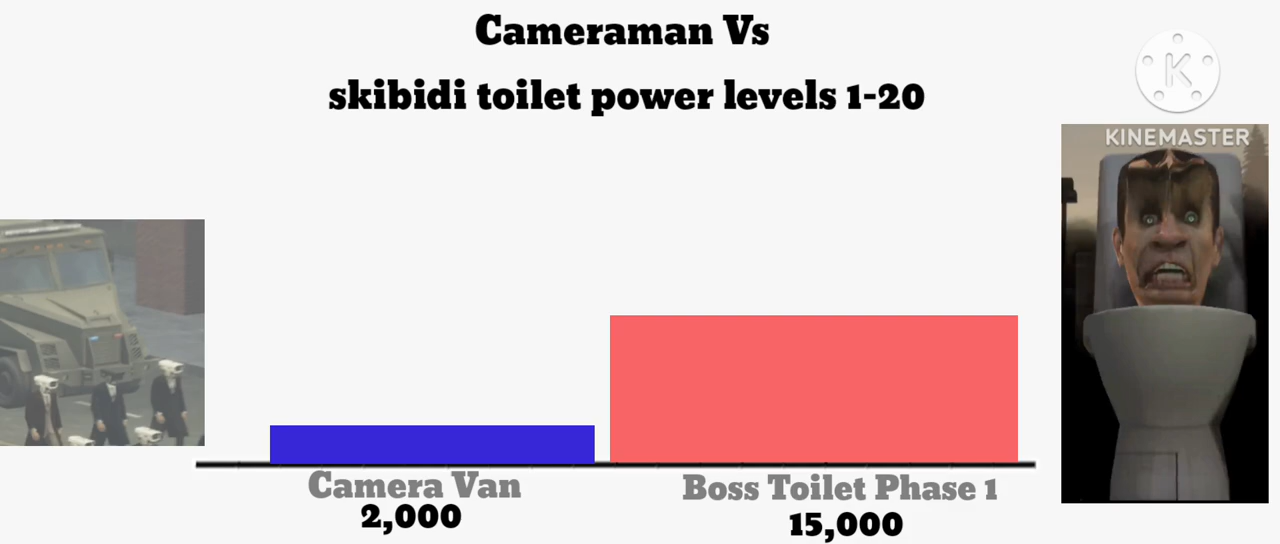 Cameraman Vs
skibidi toilet power levels 1-20
K
KINEMASTER
Camera Van
2,000
Boss Toilet Phase 1
15,000